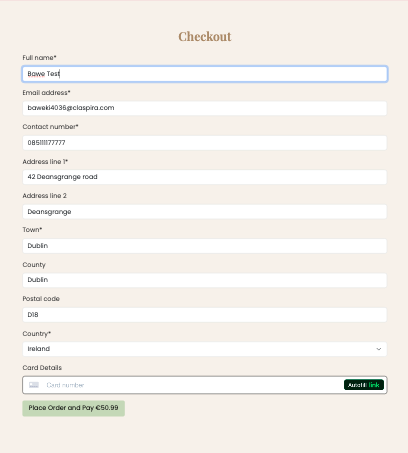 Checkout
Full name*
Bawe Test
Email address*
baweki4036@claspira.com
Contact number*
085111177777
Address line 1*
42 Deansgrange road
Address line 2
Deansgrange
Town*
Dublin
County
Dublin
Postal code
D18
Country*
Ireland
Card Details
Card number
Autofill link
Place Order and Pay €50.99